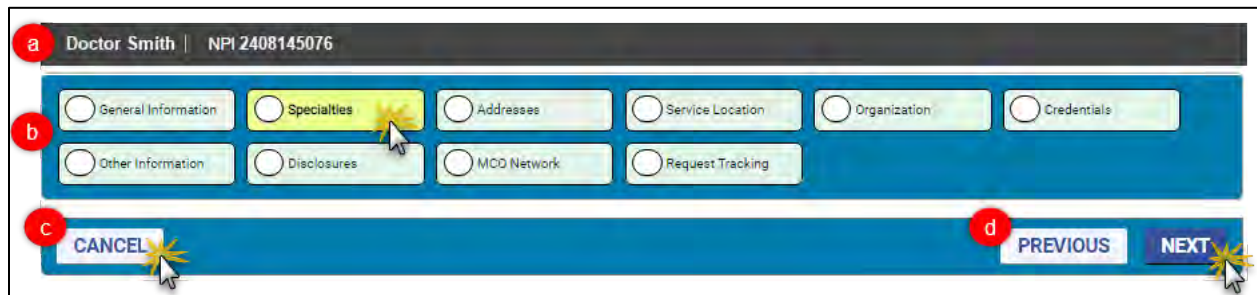 a Doctor Smith | NPI 2408145076
b
General Information Specialties Addresses Service Location Organization Credentials
Other Information Disclosures MCO Network Request Tracking
c CANCEL d PREVIOUS NEXT